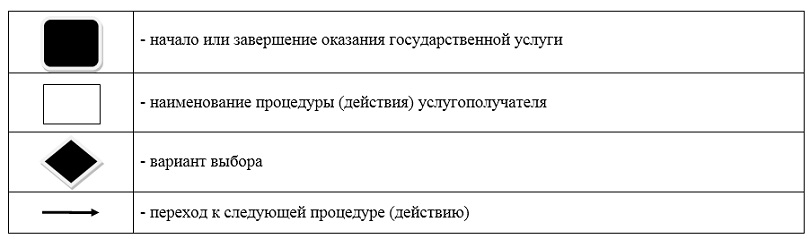 - начало или завершение оказания государственной услуги
- наименование процедуры (действия) услугополучателя
- вариант выбора
- переход к следующей процедуре (действию)